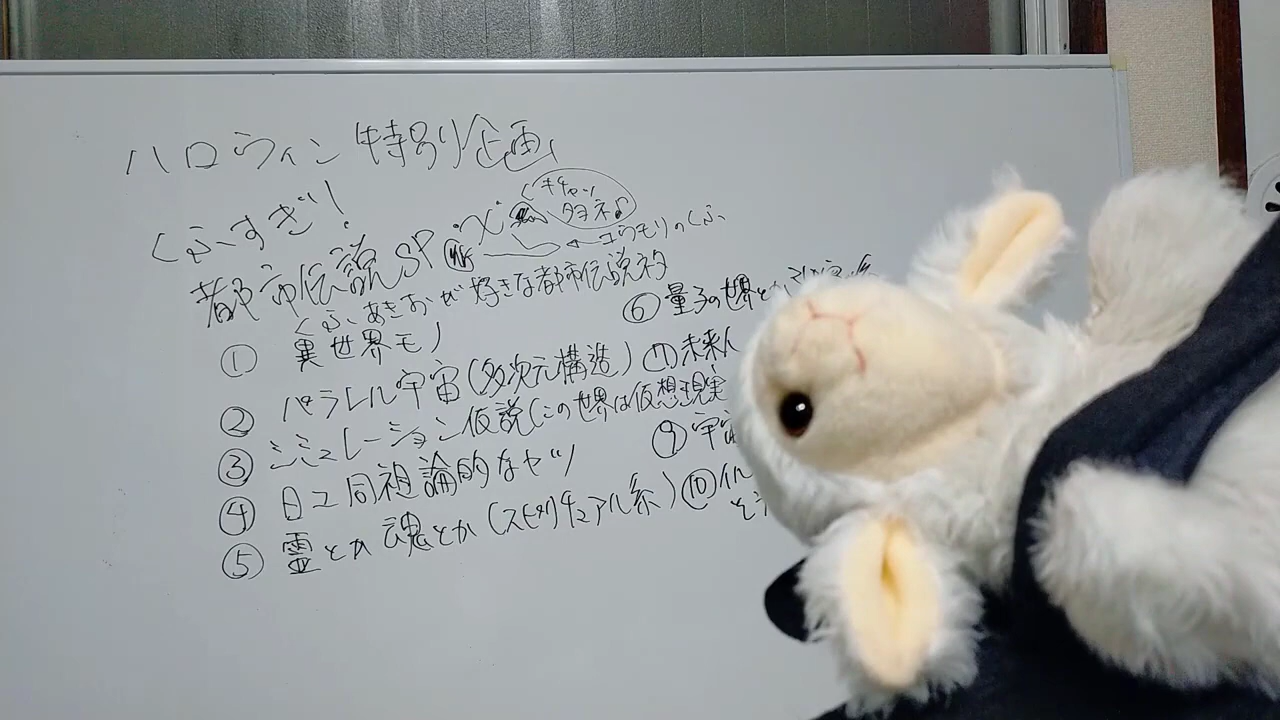 ハロウィン特別企画
くふすぎ!
都市伝説SP
キャッ
タヨネ♪
←コウモリのくふ
くふ、あきおが好きな都市伝説ネタ
① 異世界モノ
② パラレル宇宙(多次元構造)
③ シミュレーション仮説(この世界は仮想現実
④ 日ユ同祖論的なヤツ
⑤ 霊とか魂とか(スピリチュアル系)
⑥ 量子の世界とか
⑦ 未来人
⑨ 宇宙
⑩